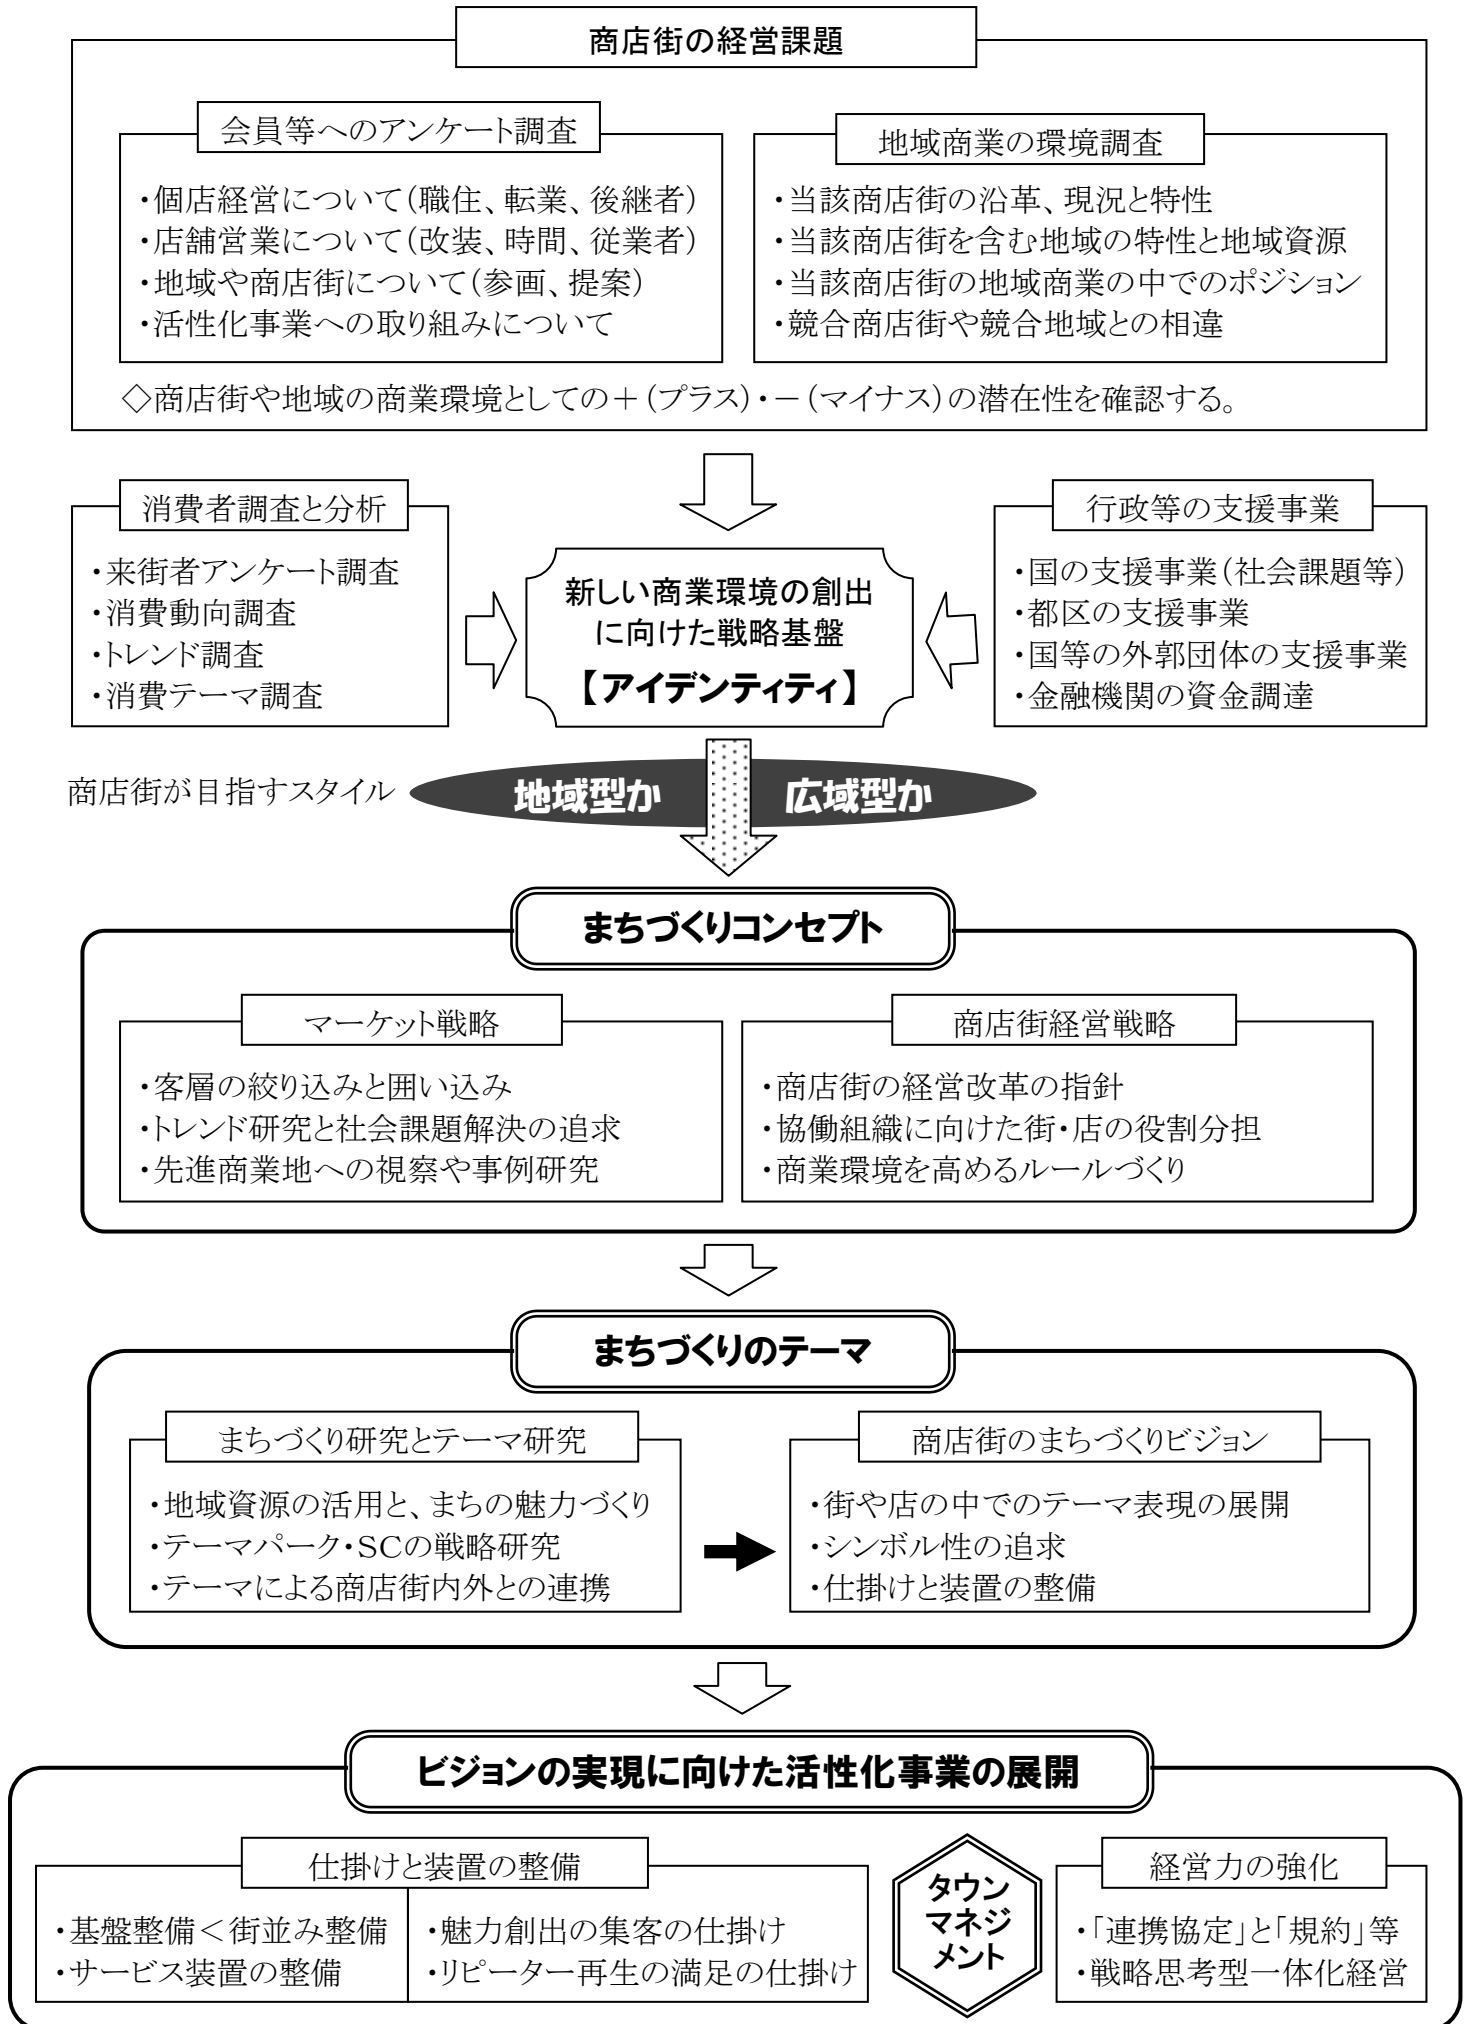 商店街の経営課題
会員等へのアンケート調査
・個店経営について(職住、転業、後継者)
・店舗営業について(改装、時間、従業者)
・地域や商店街について(参画、提案)
・活性化事業への取り組みについて
地域商業の環境調査
・当該商店街の沿革、現況と特性
・当該商店街を含む地域の特性と地域資源
・当該商店街の地域商業の中でのポジション
・競合商店街や競合地域との相違
◇商店街や地域の商業環境としての＋(プラス)・－(マイナス)の潜在性を確認する。
消費者調査と分析
・来街者アンケート調査
・消費動向調査
・トレンド調査
・消費テーマ調査
新しい商業環境の創出
に向けた戦略基盤
【アイデンティティ】
行政等の支援事業
・国の支援事業(社会課題等)
・都区の支援事業
・国等の外郭団体の支援事業
・金融機関の資金調達
商店街が目指すスタイル
地域型か
広域型か
まちづくりコンセプト
マーケット戦略
・客層の絞り込みと囲い込み
・トレンド研究と社会課題解決の追求
・先進商業地への視察や事例研究
商店街経営戦略
・商店街の経営改革の指針
・協働組織に向けた街・店の役割分担
・商業環境を高めるルールづくり
まちづくりのテーマ
まちづくり研究とテーマ研究
・地域資源の活用と、まちの魅力づくり
・テーマパーク・SCの戦略研究
・テーマによる商店街内外との連携
商店街のまちづくりビジョン
・街や店の中でのテーマ表現の展開
・シンボル性の追求
・仕掛けと装置の整備
ビジョンの実現に向けた活性化事業の展開
仕掛けと装置の整備
・基盤整備＜街並み整備
・サービス装置の整備
・魅力創出の集客の仕掛け
・リピーター再生の満足の仕掛け
タウン
マネジ
メント
経営力の強化
・「連携協定」と「規約」等
・戦略思考型一体化経営